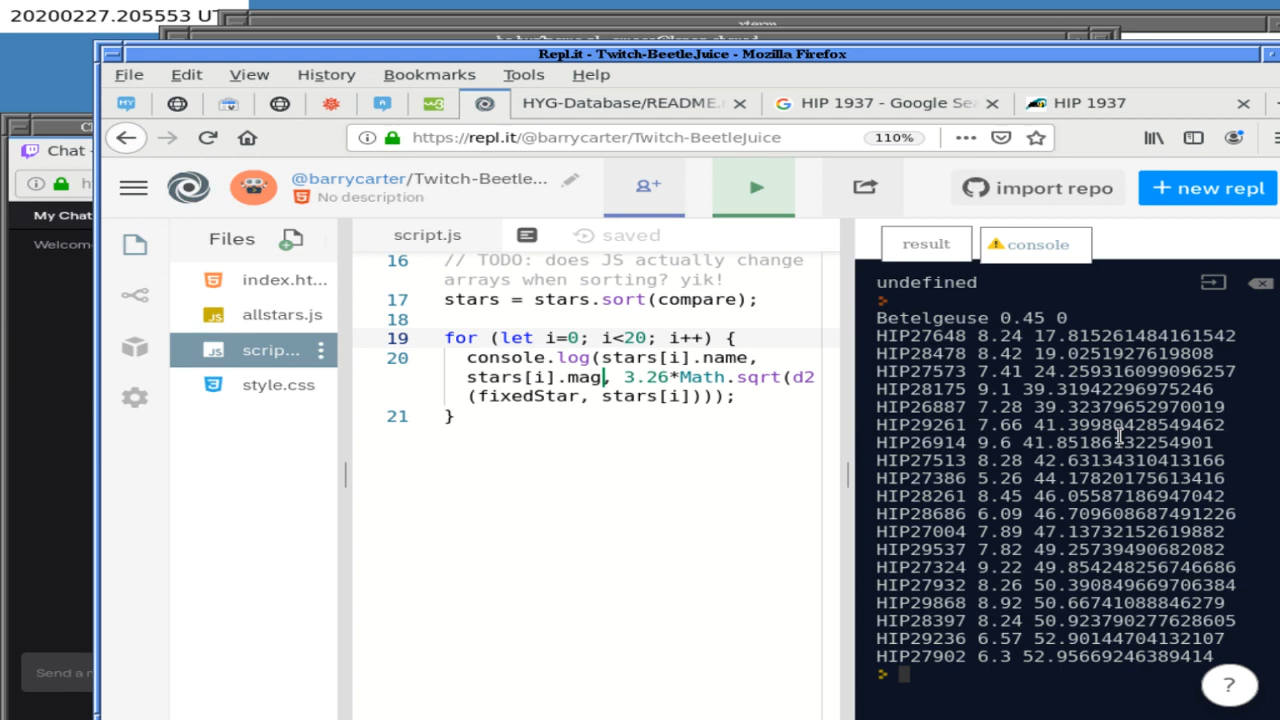 20200227.205553 U
xterm
Repl.it - Twitch-BeetleJuice - Mozilla Firefox
File Edit View History Bookmarks Tools Help
HYG-Database/README. HIP 1937 - Google Sea HIP 1937
https://repl.it/@barrycarter/Twitch-BeetleJuice 110%
Chat -
My Chat
Welcom
Send a m
@barrycarter/Twitch-Beetle...
No description
import repo
+ new repl
Files
index.ht...
allstars.js
scrip...
style.css
script.js
saved
16 // TODO: does JS actually change
arrays when sorting? yik!
17 stars = stars.sort(compare);
18
19 for (let i=0; i<20; i++) {
20 console.log(stars[i].name,
stars[i].mag, 3.26*Math.sqrt(d2
(fixedStar, stars[i])));
21 }
result
console
undefined
>
Betelgeuse 0.45 0
HIP27648 8.24 17.815261484161542
HIP28478 8.42 19.0251927619808
HIP27573 7.41 24.259316099096257
HIP28175 9.1 39.31942296975246
HIP26887 7.28 39.32379652970019
HIP29261 7.66 41.39980428549462
HIP26914 9.6 41.85186132254901
HIP27513 8.28 42.63134310413166
HIP27386 5.26 44.17820175613416
HIP28261 8.45 46.05587186947042
HIP28686 6.09 46.709608687491226
HIP27004 7.89 47.13732152619882
HIP29537 7.82 49.25739490682082
HIP27324 9.22 49.854248256746686
HIP27932 8.26 50.390849669706384
HIP29868 8.92 50.66741088846279
HIP28397 8.24 50.923790277628605
HIP29236 6.57 52.90144704132107
HIP27902 6.3 52.95669246389414
>
?